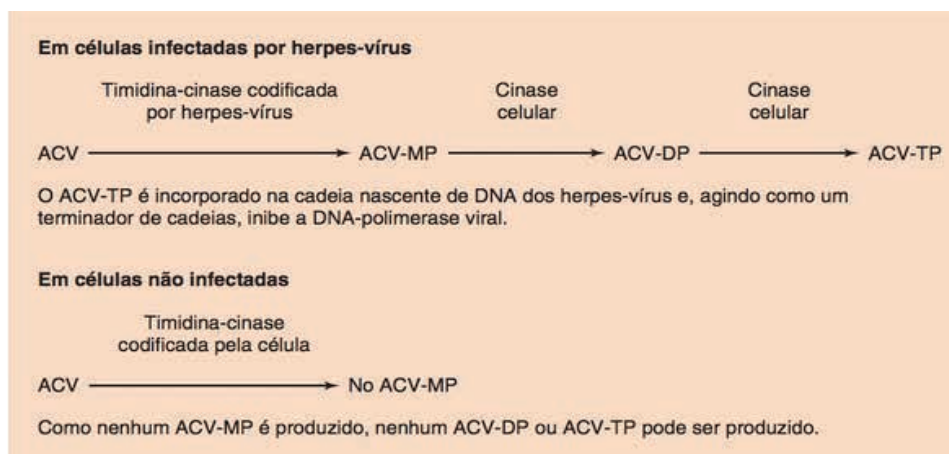 Em células infectadas por herpes-vírus
Timidina-cinase codificada
por herpes-vírus
Cinase
celular
Cinase
celular
ACV
ACV-MP
ACV-DP
ACV-TP
O ACV-TP é incorporado na cadeia nascente de DNA dos herpes-vírus e, agindo como um
terminador de cadeias, inibe a DNA-polimerase viral.
Em células não infectadas
Timidina-cinase
codificada pela célula
ACV
No ACV-MP
Como nenhum ACV-MP é produzido, nenhum ACV-DP ou ACV-TP pode ser produzido.